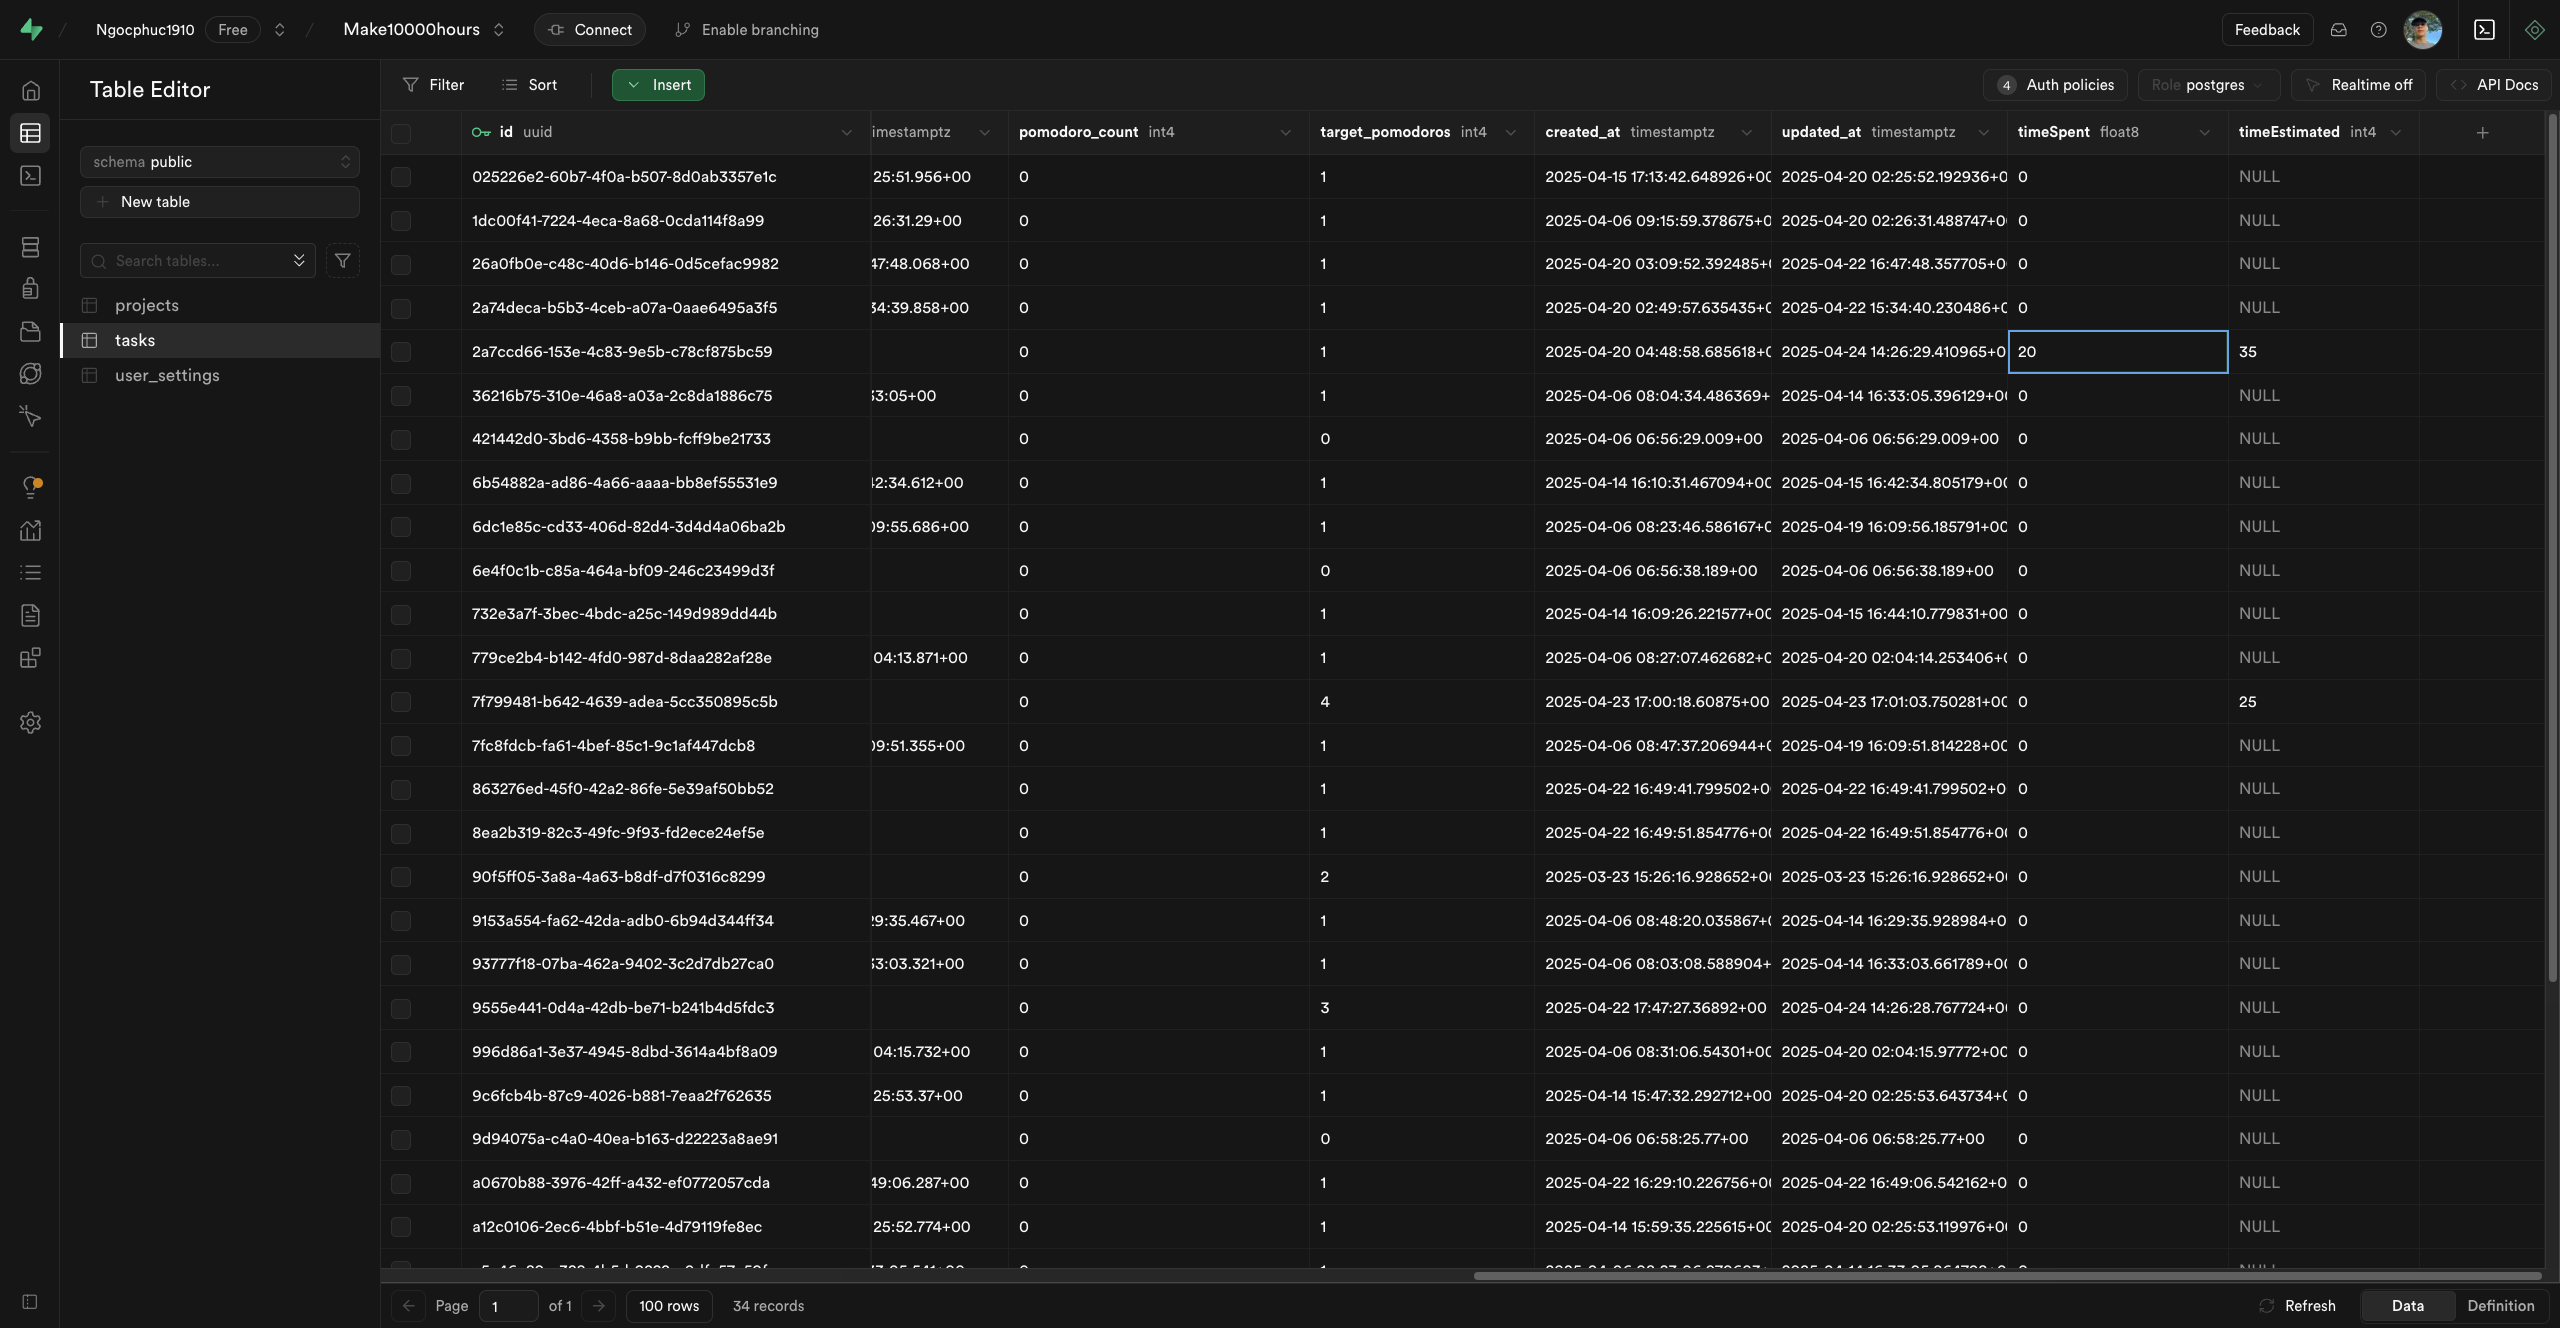 Ngocphuc1910 Free Make10000hours Connect Enable branching Feedback
Table Editor
schema public
New table
Search tables...
projects
tasks
user_settings
Filter Sort Insert 4 Auth policies Role postgres Realtime off API Docs
id uuid imestamptz pomodoro_count int4 target_pomodoros int4 created_at timestamptz updated_at timestamptz timeSpent float8 timeEstimated int4
025226e2-60b7-4f0a-b507-8d0ab3357e1c 25:51.956+00 0 1 2025-04-15 17:13:42.648926+00 2025-04-20 02:25:52.192936+0 0 NULL
1dc00f41-7224-4eca-8a68-0cda114f8a99 26:31.29+00 0 1 2025-04-06 09:15:59.378675+0 2025-04-20 02:26:31.488747+0 0 NULL
26a0fb0e-c48c-40d6-b146-0d5cefac9982 47:48.068+00 0 1 2025-04-20 03:09:52.392485+ 2025-04-22 16:47:48.357705+0 0 NULL
2a74deca-b5b3-4ceb-a07a-0aae6495a3f5 34:39.858+00 0 1 2025-04-20 02:49:57.635435+ 2025-04-22 15:34:40.230486+0 0 NULL
2a7ccd66-153e-4c83-9e5b-c78cf875bc59 0 1 2025-04-20 04:48:58.685618+0 2025-04-24 14:26:29.410965+0 20 35
36216b75-310e-46a8-a03a-2c8da1886c75 33:05+00 0 1 2025-04-06 08:04:34.486369+ 2025-04-14 16:33:05.396129+0 0 NULL
421442d0-3bd6-4358-b9bb-fcff9be21733 0 0 2025-04-06 06:56:29.009+00 2025-04-06 06:56:29.009+00 0 NULL
6b54882a-ad86-4a66-aaaa-bb8ef55531e9 42:34.612+00 0 1 2025-04-14 16:10:31.467094+00 2025-04-15 16:42:34.805179+00 0 NULL
6dc1e85c-cd33-406d-82d4-3d4d4a06ba2b 09:55.686+00 0 1 2025-04-06 08:23:46.586167+0 2025-04-19 16:09:56.185791+00 0 NULL
6e4f0c1b-c85a-464a-bf09-246c23499d3f 0 0 2025-04-06 06:56:38.189+00 2025-04-06 06:56:38.189+00 0 NULL
732e3a7f-3bec-4bdc-a25c-149d989dd44b 0 1 2025-04-14 16:09:26.221577+00 2025-04-15 16:44:10.779831+00 0 NULL
779ce2b4-b142-4fd0-987d-8daa282af28e 04:13.871+00 0 1 2025-04-06 08:27:07.462682+0 2025-04-20 02:04:14.253406+ 0 NULL
7f799481-b642-4639-adea-5cc350895c5b 0 4 2025-04-23 17:00:18.60875+00 2025-04-23 17:01:03.750281+00 0 25
7fc8fdcb-fa61-4bef-85c1-9c1af447dcb8 09:51.355+00 0 1 2025-04-06 08:47:37.206944+0 2025-04-19 16:09:51.814228+00 0 NULL
863276ed-45f0-42a2-86fe-5e39af50bb52 0 1 2025-04-22 16:49:41.799502+0 2025-04-22 16:49:41.799502+0 0 NULL
8ea2b319-82c3-49fc-9f93-fd2ece24ef5e 0 1 2025-04-22 16:49:51.854776+0 2025-04-22 16:49:51.854776+0 0 NULL
90f5ff05-3a8a-4a63-b8df-d7f0316c8299 0 2 2025-03-23 15:26:16.928652+0 2025-03-23 15:26:16.928652+0 0 NULL
9153a554-fa62-42da-adb0-6b94d344ff34 29:35.467+00 0 1 2025-04-06 08:48:20.035867+ 2025-04-14 16:29:35.928984+0 0 NULL
93777f18-07ba-462a-9402-3c2d7db27ca0 33:03.321+00 0 1 2025-04-06 08:03:08.588904+ 2025-04-14 16:33:03.661789+0 0 NULL
9555e441-0d4a-42db-be71-b241b4d5fdc3 0 3 2025-04-22 17:47:27.36892+00 2025-04-24 14:26:28.767724+0 0 NULL
996d86a1-3e37-4945-8dbd-3614a4bf8a09 04:15.732+00 0 1 2025-04-06 08:31:06.54301+00 2025-04-20 02:04:15.97772+00 0 NULL
9c6fcb4b-87c9-4026-b881-7eaa2f762635 25:53.37+00 0 1 2025-04-14 15:47:32.292712+00 2025-04-20 02:25:53.643734+ 0 NULL
9d94075a-c4a0-40ea-b163-d22223a8ae91 0 0 2025-04-06 06:58:25.77+00 2025-04-06 06:58:25.77+00 0 NULL
a0670b88-3976-42ff-a432-ef0772057cda 49:06.287+00 0 1 2025-04-22 16:29:10.226756+00 2025-04-22 16:49:06.542162+0 0 NULL
a12c0106-2ec6-4bbf-b51e-4d79119fe8ec 25:52.774+00 0 1 2025-04-14 15:59:35.225615+00 2025-04-20 02:25:53.119976+0 0 NULL
Page 1 of 1 100 rows 34 records Refresh Data Definition